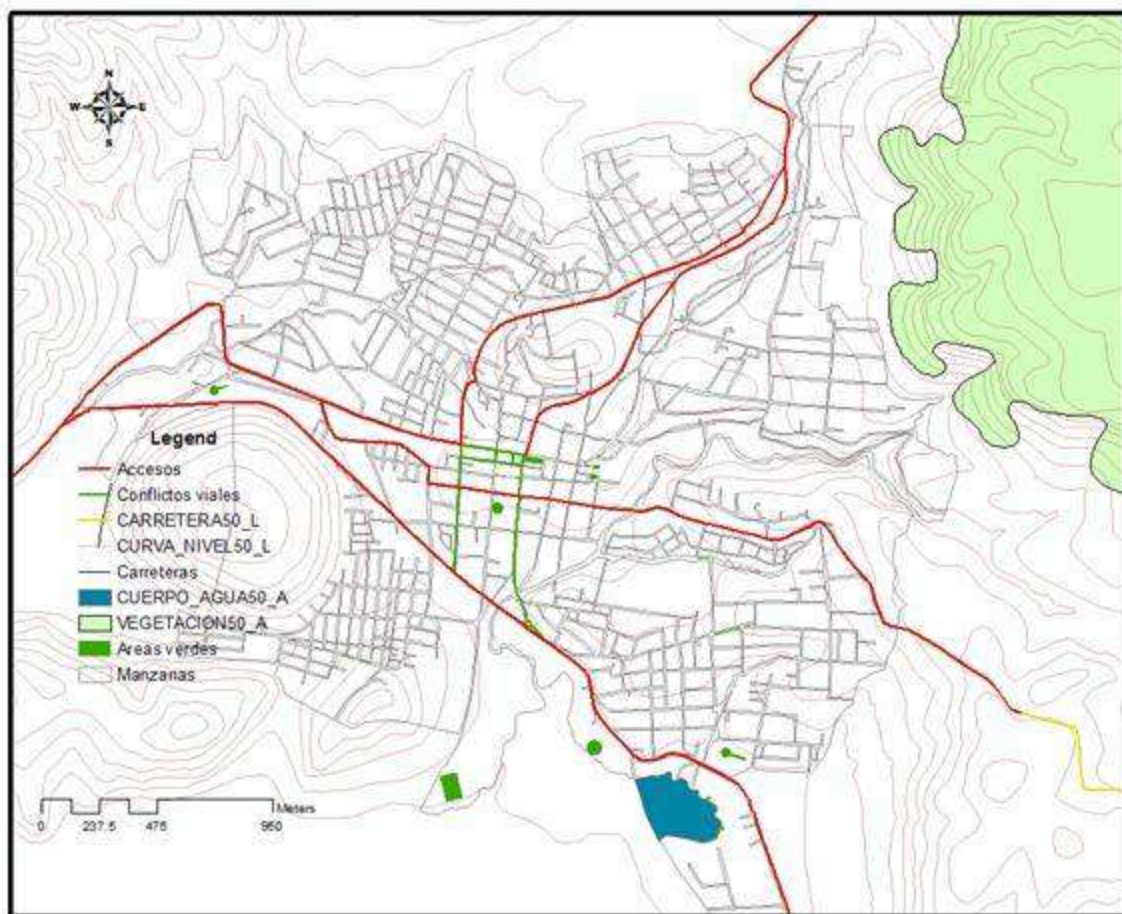 N
W E
S
Legend
Accesos
Conflictos viales
CARRETERA50_L
CURVA_NIVEL50_L
Carreteras
CUERPO_AGUA50_A
VEGETACION50_A
Areas verdes
Manzanas
Meters
0 237.5 475 950